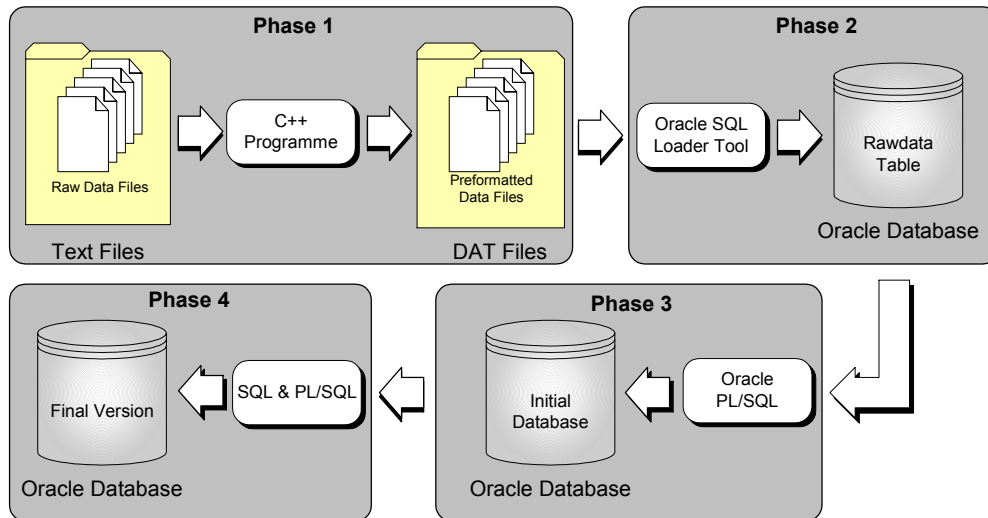 Phase 1
Raw Data Files
Text Files
C++
Programme
Preformatted
Data Files
DAT Files
Phase 2
Oracle SQL
Loader Tool
Rawdata
Table
Oracle Database
Phase 3
Oracle
PL/SQL
Initial
Database
Oracle Database
Phase 4
SQL & PL/SQL
Final Version
Oracle Database